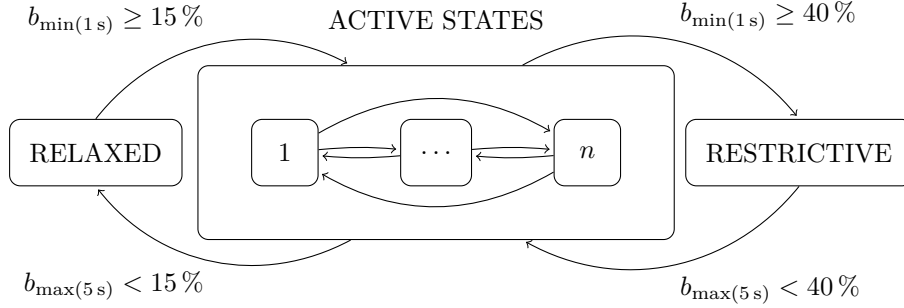 b_min(1 s) ≥ 15 %
ACTIVE STATES
b_min(1 s) ≥ 40 %
RELAXED
1
...
n
RESTRICTIVE
b_max(5 s) < 15 %
b_max(5 s) < 40 %